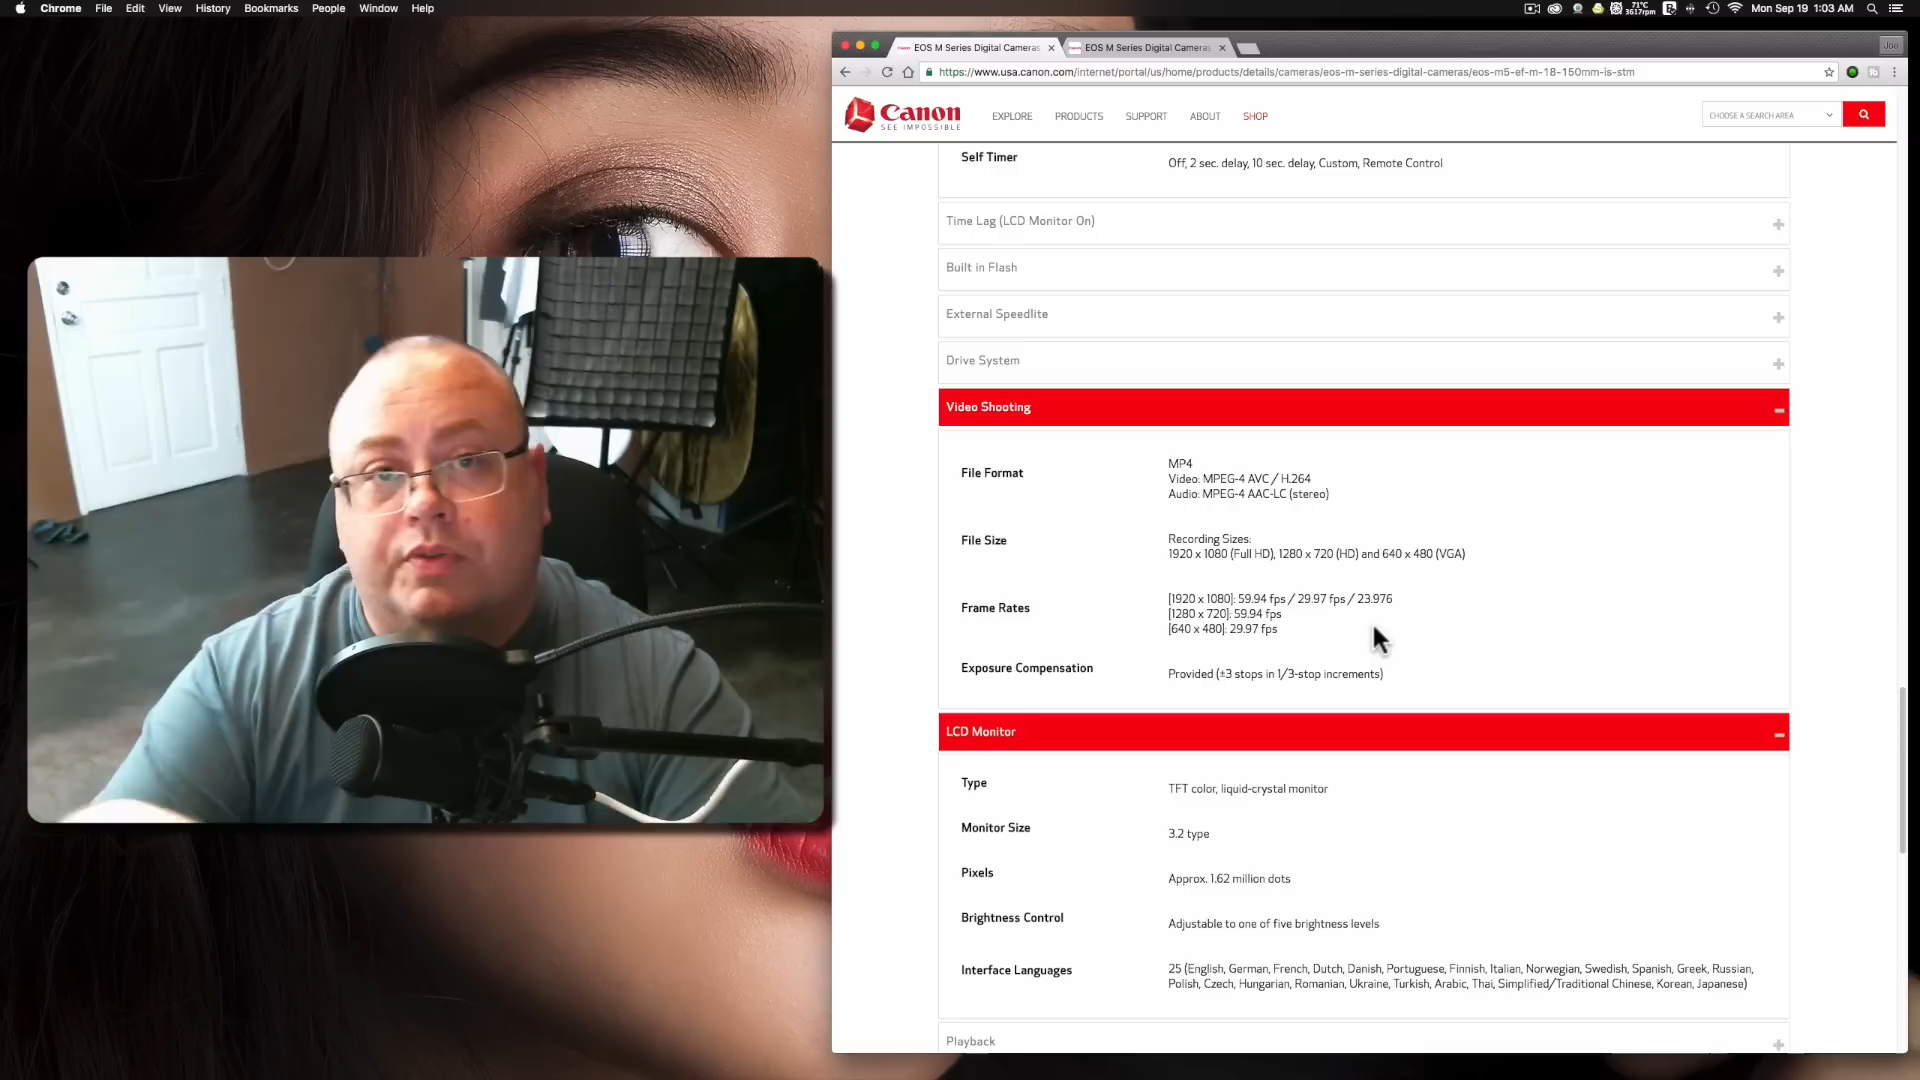 Chrome File Edit View History Bookmarks People Window Help
71°C
3617rpm
Mon Sep 19 1:03 AM
EOS M Series Digital Cameras
EOS M Series Digital Cameras
Joe
https://www.usa.canon.com/internet/portal/us/home/products/details/cameras/eos-m-series-digital-cameras/eos-m5-ef-m-18-150mm-is-stm
Canon
SEE IMPOSSIBLE
EXPLORE PRODUCTS SUPPORT ABOUT SHOP
CHOOSE A SEARCH AREA
Self Timer
Off, 2 sec. delay, 10 sec. delay, Custom, Remote Control
Time Lag (LCD Monitor On)
Built in Flash
External Speedlite
Drive System
Video Shooting
File Format
MP4
Video: MPEG-4 AVC / H.264
Audio: MPEG-4 AAC-LC (stereo)
File Size
Recording Sizes:
1920 x 1080 (Full HD), 1280 x 720 (HD) and 640 x 480 (VGA)
Frame Rates
[1920 x 1080]: 59.94 fps / 29.97 fps / 23.976
[1280 x 720]: 59.94 fps
[640 x 480]: 29.97 fps
Exposure Compensation
Provided (±3 stops in 1/3-stop increments)
LCD Monitor
Type
TFT color, liquid-crystal monitor
Monitor Size
3.2 type
Pixels
Approx. 1.62 million dots
Brightness Control
Adjustable to one of five brightness levels
Interface Languages
25 (English, German, French, Dutch, Danish, Portuguese, Finnish, Italian, Norwegian, Swedish, Spanish, Greek, Russian,
Polish, Czech, Hungarian, Romanian, Ukraine, Turkish, Arabic, Thai, Simplified/Traditional Chinese, Korean, Japanese)
Playback